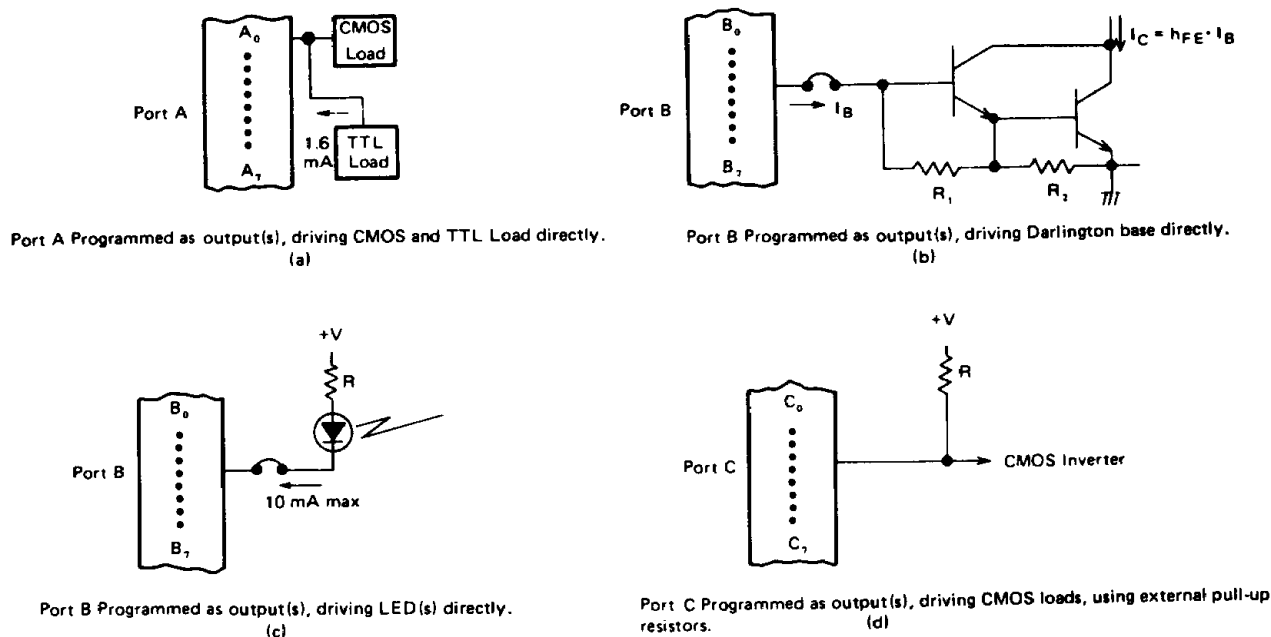 A₀
CMOS
Load
Port A
1.6
mA
TTL
Load
A₇
Port A Programmed as output(s), driving CMOS and TTL Load directly.
(a)
B₀
I_C = h_FE · I_B
Port B
I_B
B₇
R₁
R₂
Port B Programmed as output(s), driving Darlington base directly.
(b)
+V
R
B₀
Port B
10 mA max
B₇
Port B Programmed as output(s), driving LED(s) directly.
(c)
+V
R
C₀
Port C
CMOS Inverter
C₇
Port C Programmed as output(s), driving CMOS loads, using external pull-up
resistors.
(d)